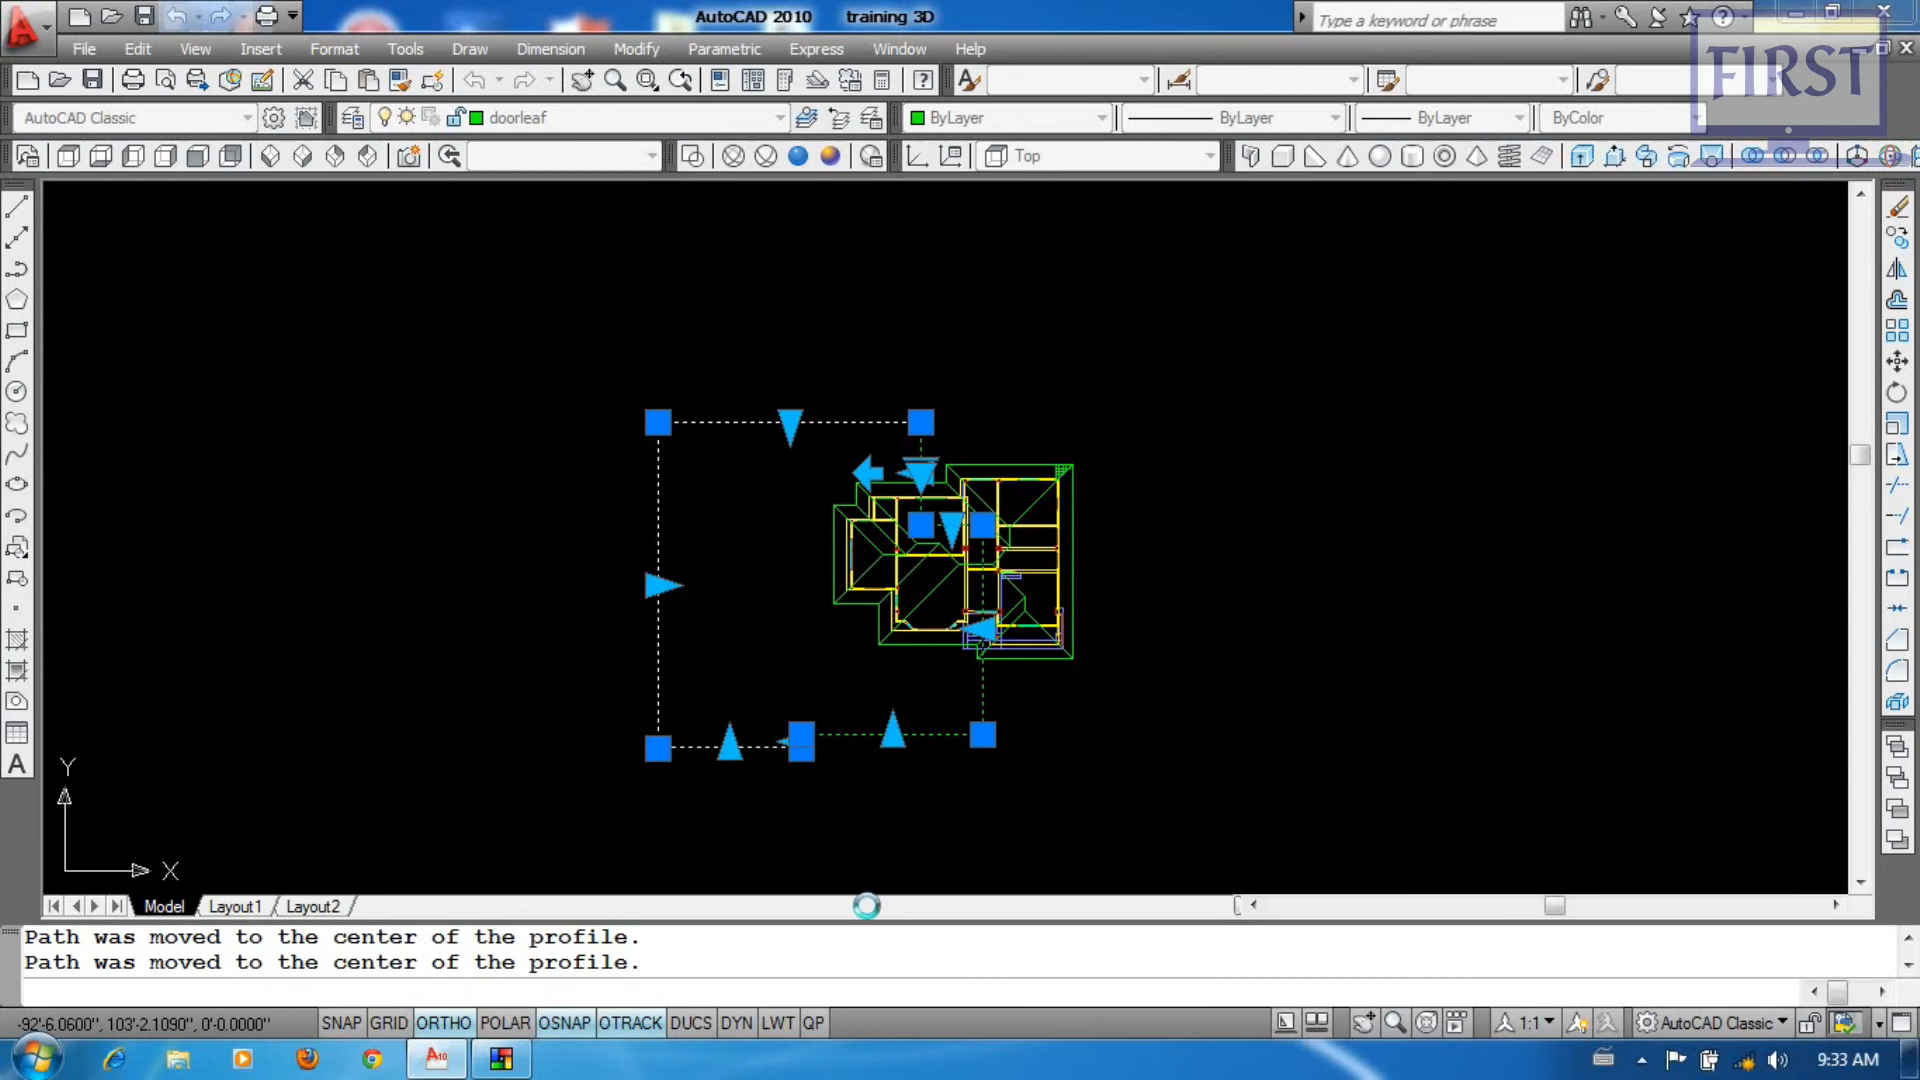 AutoCAD 2010 training 3D
Type a keyword or phrase
File Edit View Insert Format Tools Draw Dimension Modify Parametric Express Window Help
FIRST
AutoCAD Classic
doorleaf
ByLayer
ByLayer
ByLayer
ByColor
Top
Y
X
Model Layout1 Layout2
Path was moved to the center of the profile.
Path was moved to the center of the profile.
-92'-6.0600", 103'-2.1090", 0'-0.0000"
SNAP GRID ORTHO POLAR OSNAP OTRACK DUCS DYN LWT QP
1:1
AutoCAD Classic
9:33 AM